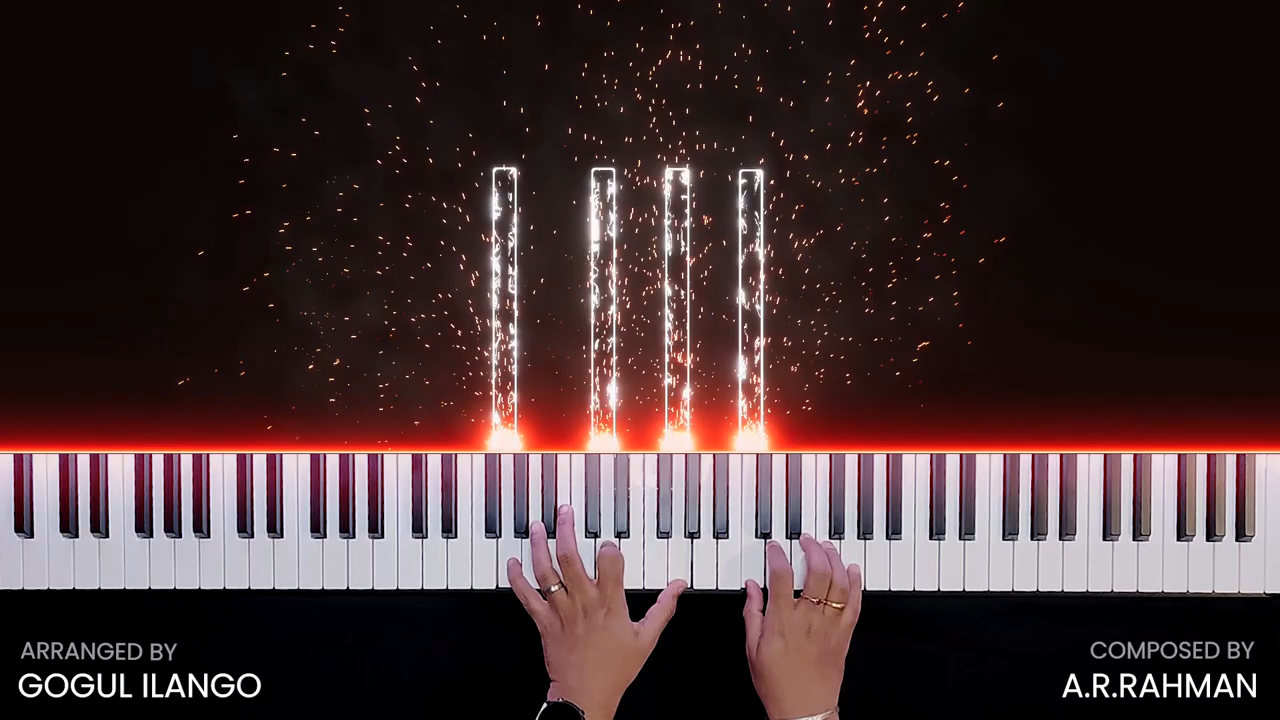 ARRANGED BY
GOGUL ILANGO
COMPOSED BY
A.R.RAHMAN